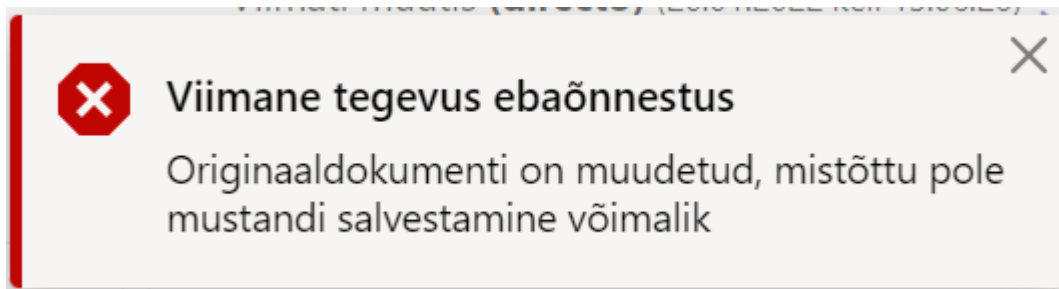 Viimane tegevus ebaõnnestus
Originaaldokumenti on muudetud, mistõttu pole
mustandi salvestamine võimalik